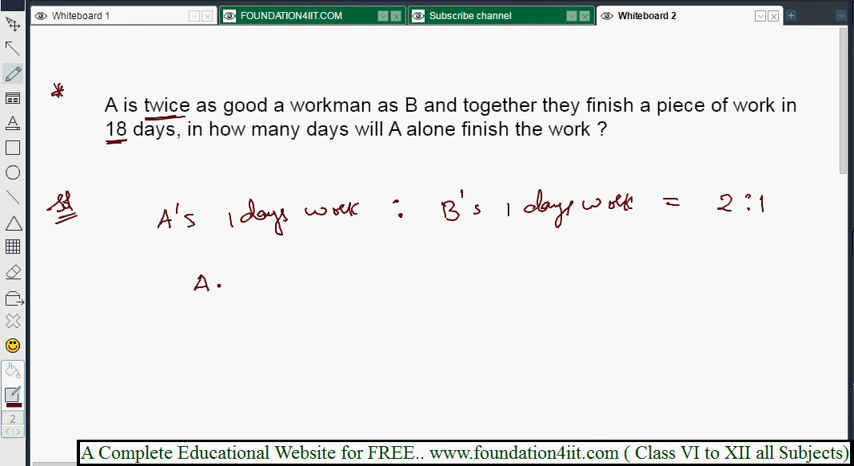 Whiteboard 1
FOUNDATION4IIT.COM
Subscribe channel
Whiteboard 2
*
A is twice as good a workman as B and together they finish a piece of work in
18 days, in how many days will A alone finish the work ?
A's 1 days work : B's 1 days work = 2:1
A.
2
A Complete Educational Website for FREE.. www.foundation4iit.com ( Class VI to XII all Subjects)